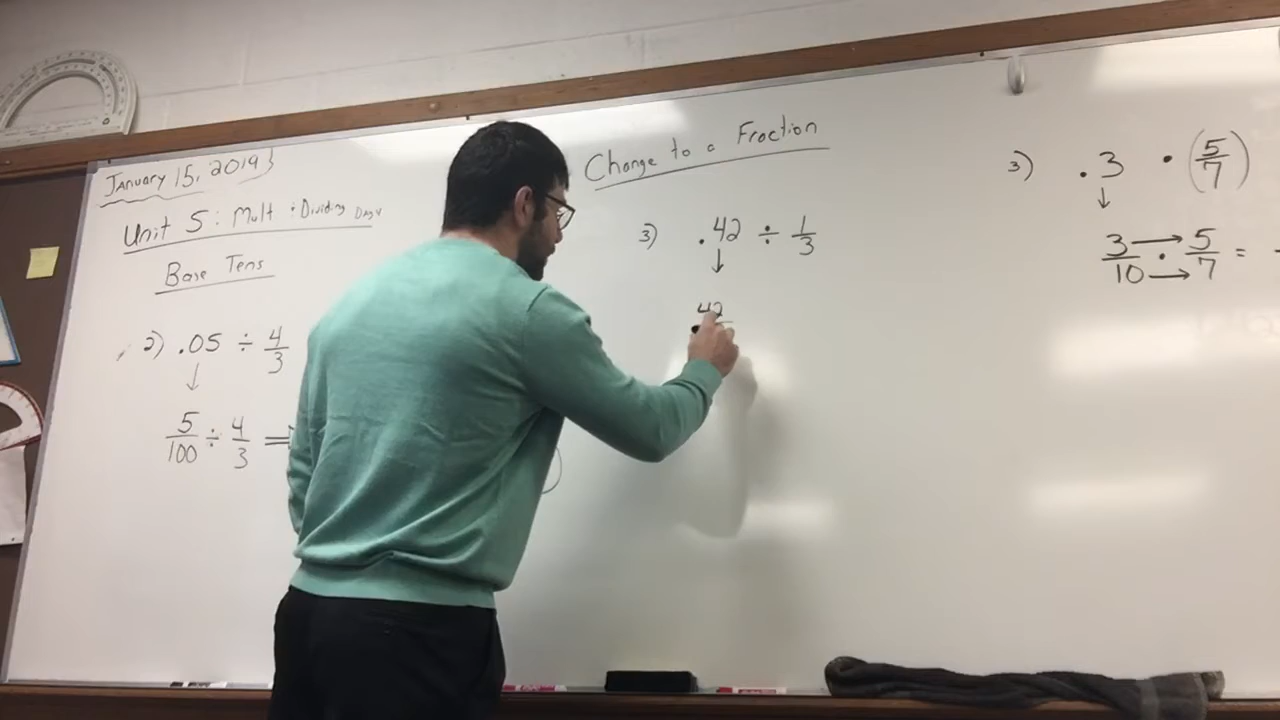 January 15, 2019
Unit 5: Mult ÷ Dividing Day
Base Tens
2) .05 ÷ 4/3
↓
5/100 ÷ 4/3 =
Change to a Fraction
3) .42 ÷ 1/3
↓
42
3) .3 • (5/7)
↓
3/10 • 5/7 =